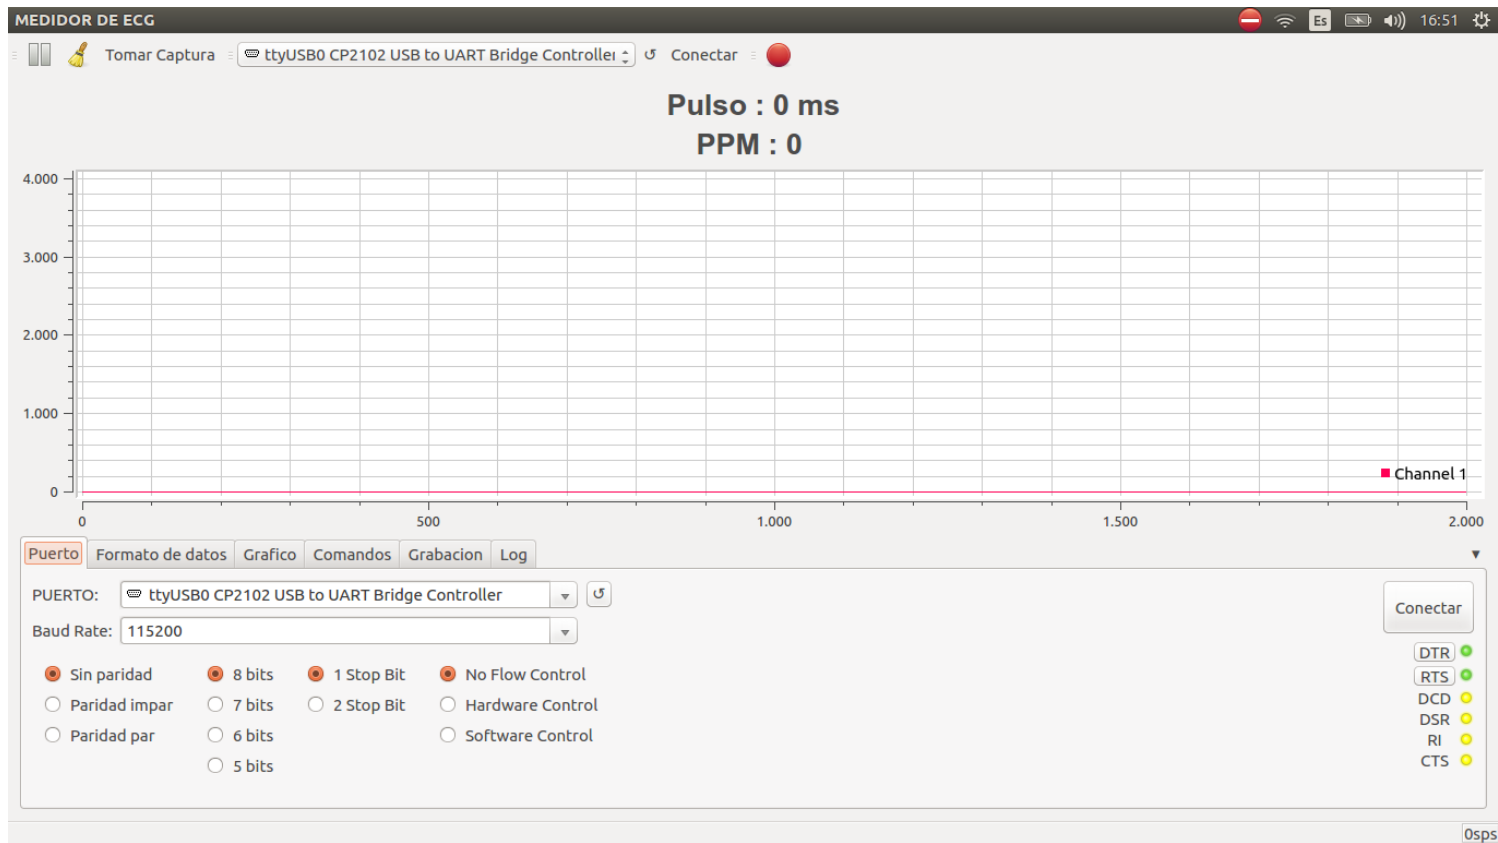 MEDIDOR DE ECG
Es
16:51
Tomar Captura
ttyUSB0 CP2102 USB to UART Bridge Controller
Conectar
Pulso : 0 ms
PPM : 0
4.000
3.000
2.000
1.000
0
Channel 1
0 500 1.000 1.500 2.000
Puerto Formato de datos Grafico Comandos Grabacion Log
PUERTO: ttyUSB0 CP2102 USB to UART Bridge Controller
Conectar
Baud Rate: 115200
Sin paridad 8 bits 1 Stop Bit No Flow Control
Paridad impar 7 bits 2 Stop Bit Hardware Control
Paridad par 6 bits Software Control
5 bits
DTR
RTS
DCD
DSR
RI
CTS
0sps